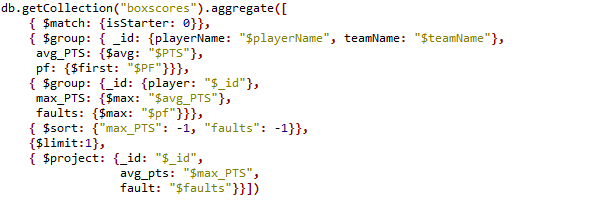 db.getCollection("boxscores").aggregate([
{ $match: {isStarter: 0}},
{ $group: { _id: {playerName: "$playerName", teamName: "$teamName"},
avg_PTS: {$avg: "$PTS"},
pf: {$first: "$PF"}}},
{ $group: {_id: {player: "$_id"},
max_PTS: {$max: "$avg_PTS"},
faults: {$max: "$pf"}}},
{ $sort: {"max_PTS": -1, "faults": -1}},
{$limit:1},
{ $project: {_id: "$_id",
avg_pts: "$max_PTS",
fault: "$faults"}}])